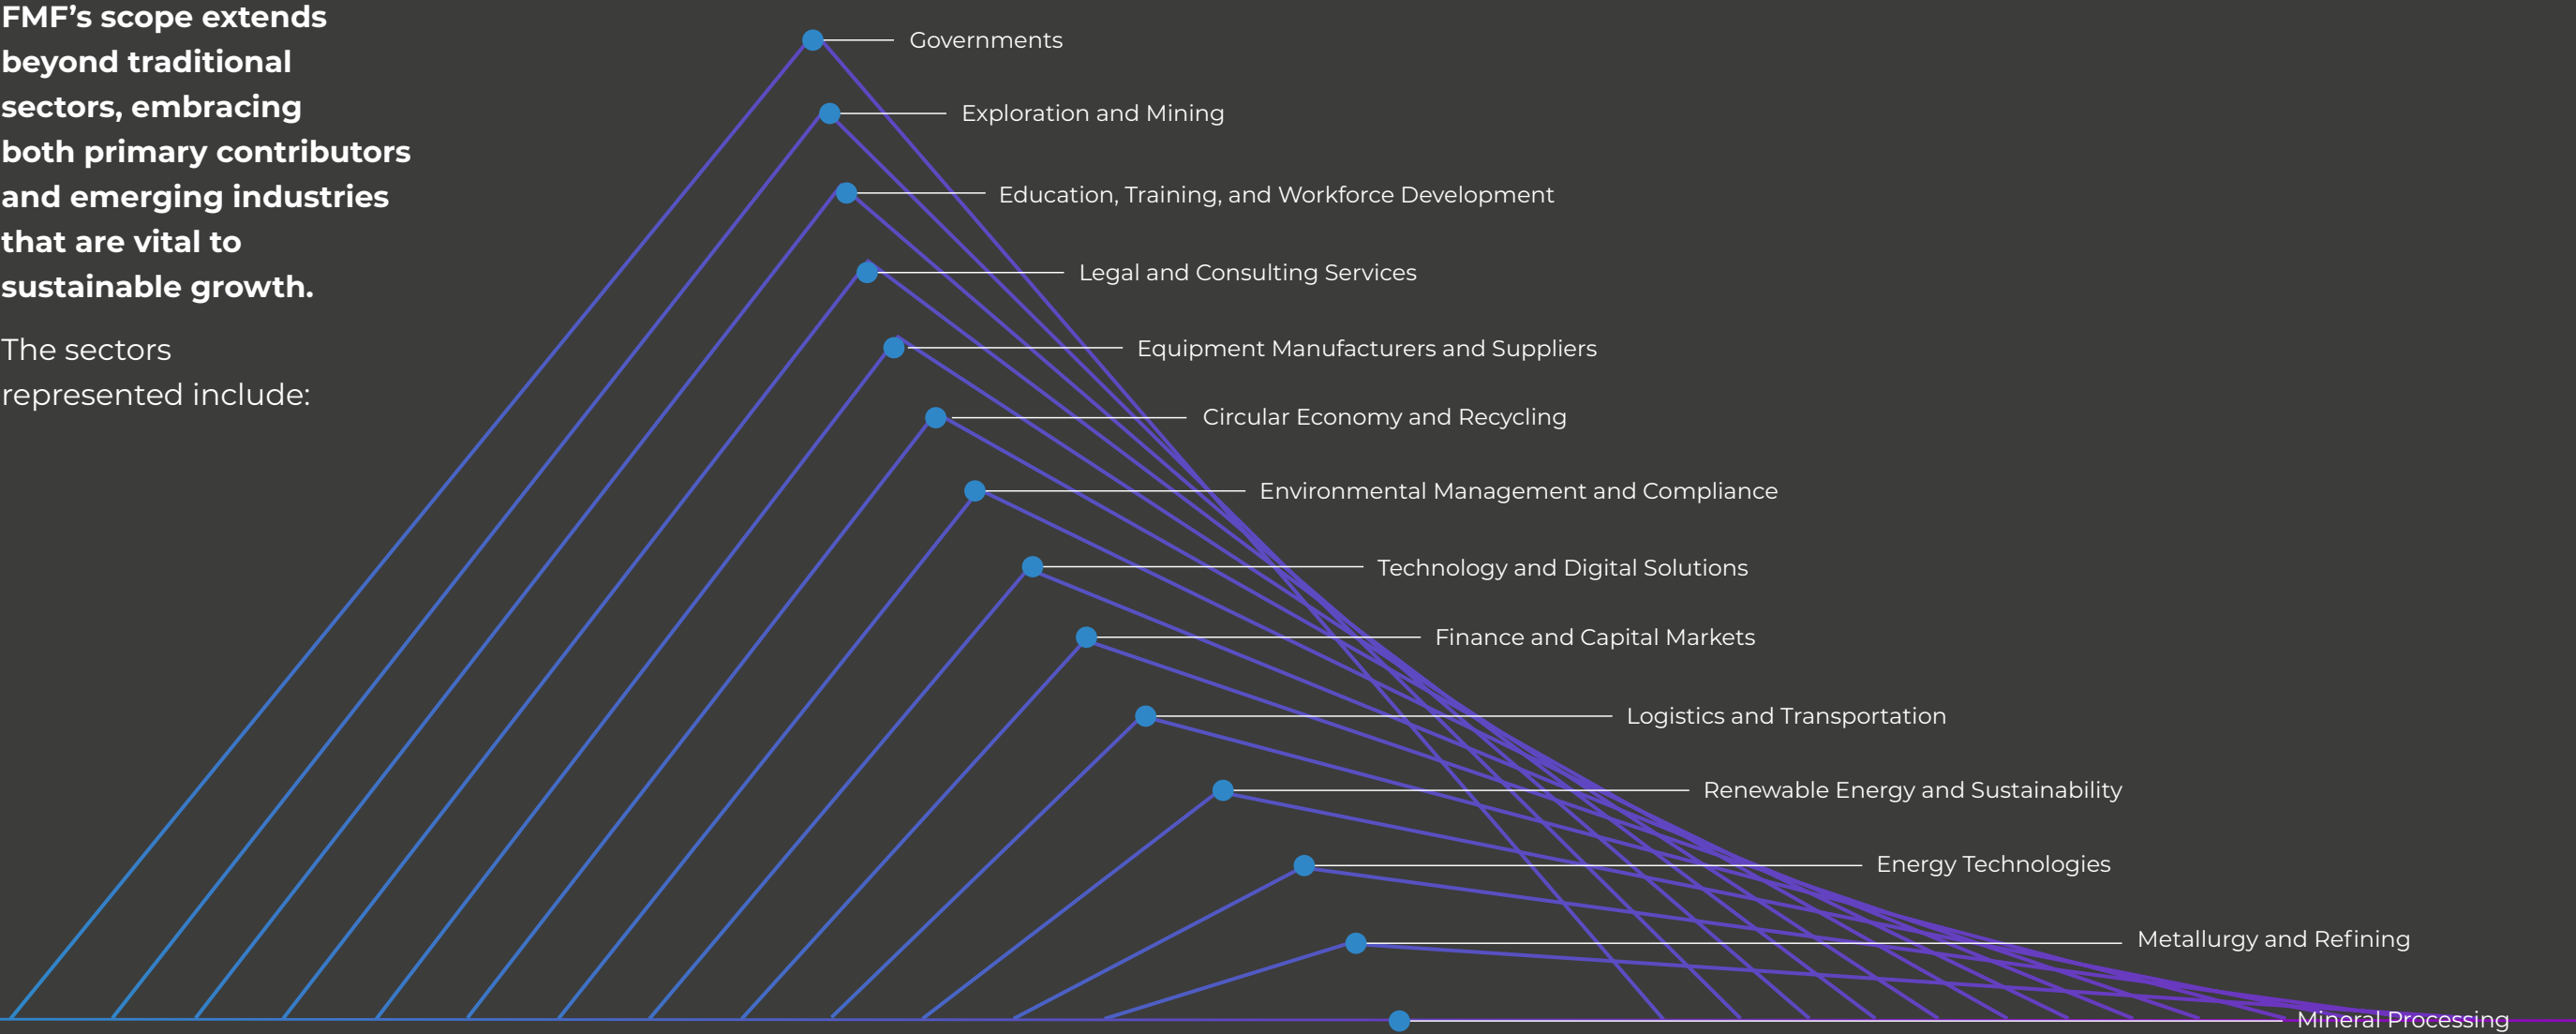 FMF’s scope extends
beyond traditional
sectors, embracing
both primary contributors
and emerging industries
that are vital to
sustainable growth.
The sectors
represented include:
Governments
Exploration and Mining
Education, Training, and Workforce Development
Legal and Consulting Services
Equipment Manufacturers and Suppliers
Circular Economy and Recycling
Environmental Management and Compliance
Technology and Digital Solutions
Finance and Capital Markets
Logistics and Transportation
Renewable Energy and Sustainability
Energy Technologies
Metallurgy and Refining
Mineral Processing